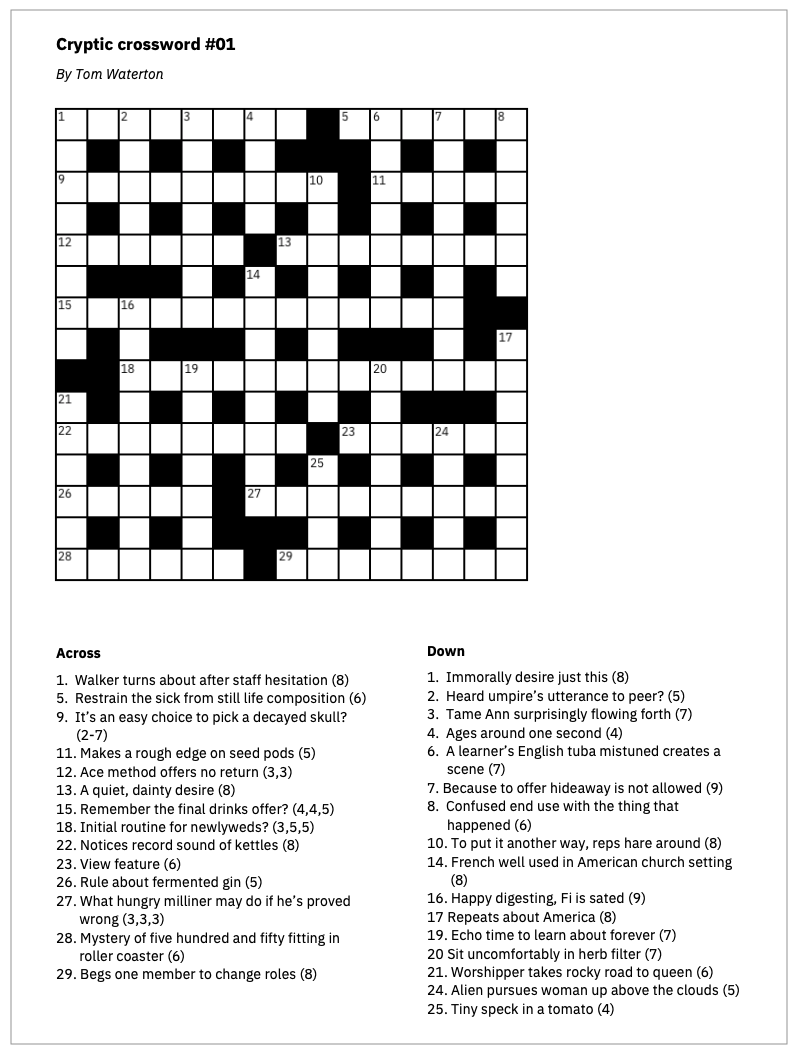 Cryptic crossword #01
By Tom Waterton
1 2 3 4 5 6 7 8
9 10 11
12 13
14
15 16
17
18 19 20
21
22 23 24
25
26 27
28 29
Across
1. Walker turns about after staff hesitation (8)
5. Restrain the sick from still life composition (6)
9. It's an easy choice to pick a decayed skull?
(2-7)
11. Makes a rough edge on seed pods (5)
12. Ace method offers no return (3,3)
13. A quiet, dainty desire (8)
15. Remember the final drinks offer? (4,4,5)
18. Initial routine for newlyweds? (3,5,5)
22. Notices record sound of kettles (8)
23. View feature (6)
26. Rule about fermented gin (5)
27. What hungry milliner may do if he's proved
wrong (3,3,3)
28. Mystery of five hundred and fifty fitting in
roller coaster (6)
29. Begs one member to change roles (8)
Down
1. Immorally desire just this (8)
2. Heard umpire's utterance to peer? (5)
3. Tame Ann surprisingly flowing forth (7)
4. Ages around one second (4)
6. A learner's English tuba mistuned creates a
scene (7)
7. Because to offer hideaway is not allowed (9)
8. Confused end use with the thing that
happened (6)
10. To put it another way, reps hare around (8)
14. French well used in American church setting
(8)
16. Happy digesting, Fi is sated (9)
17 Repeats about America (8)
19. Echo time to learn about forever (7)
20 Sit uncomfortably in herb filter (7)
21. Worshipper takes rocky road to queen (6)
24. Alien pursues woman up above the clouds (5)
25. Tiny speck in a tomato (4)